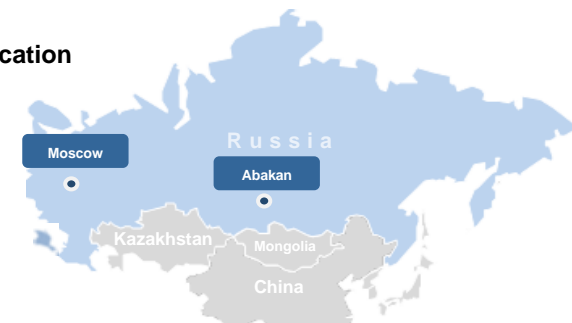 cation
Russia
Moscow
Abakan
Kazakhstan
Mongolia
China